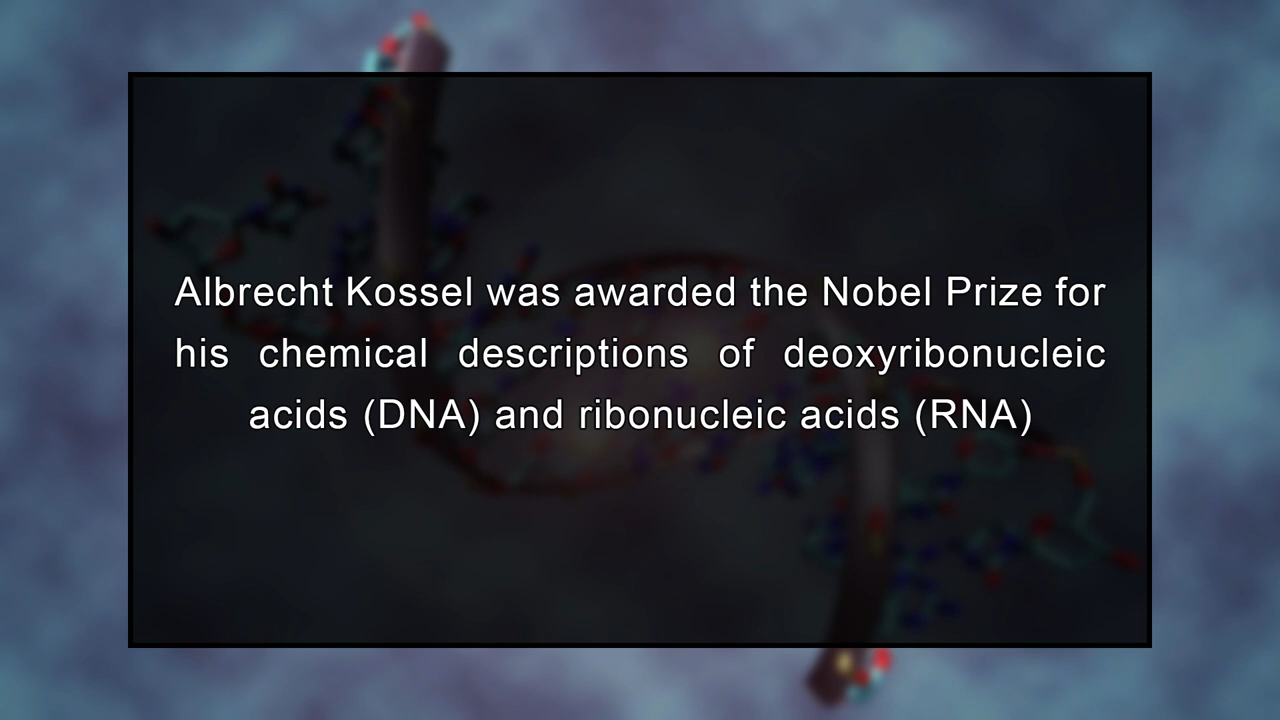 Albrecht Kossel was awarded the Nobel Prize for
his chemical descriptions of deoxyribonucleic
acids (DNA) and ribonucleic acids (RNA)